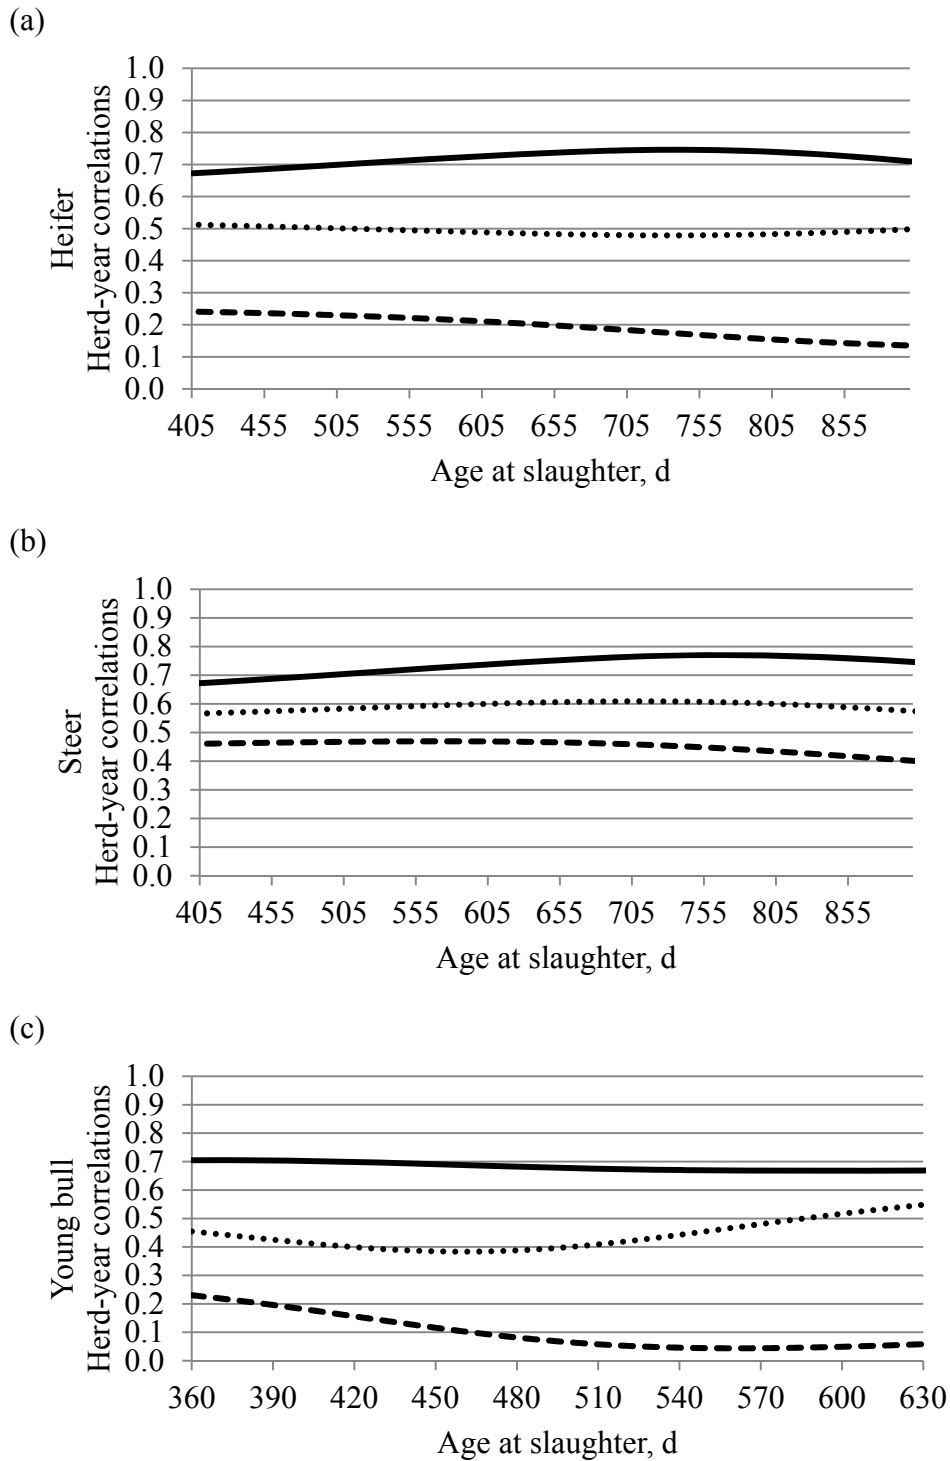 (a)
Heifer
Herd-year correlations
1.0
0.9
0.8
0.7
0.6
0.5
0.4
0.3
0.2
0.1
0.0
405 455 505 555 605 655 705 755 805 855
Age at slaughter, d
(b)
Steer
Herd-year correlations
1.0
0.9
0.8
0.7
0.6
0.5
0.4
0.3
0.2
0.1
0.0
405 455 505 555 605 655 705 755 805 855
Age at slaughter, d
(c)
Young bull
Herd-year correlations
1.0
0.9
0.8
0.7
0.6
0.5
0.4
0.3
0.2
0.1
0.0
360 390 420 450 480 510 540 570 600 630
Age at slaughter, d